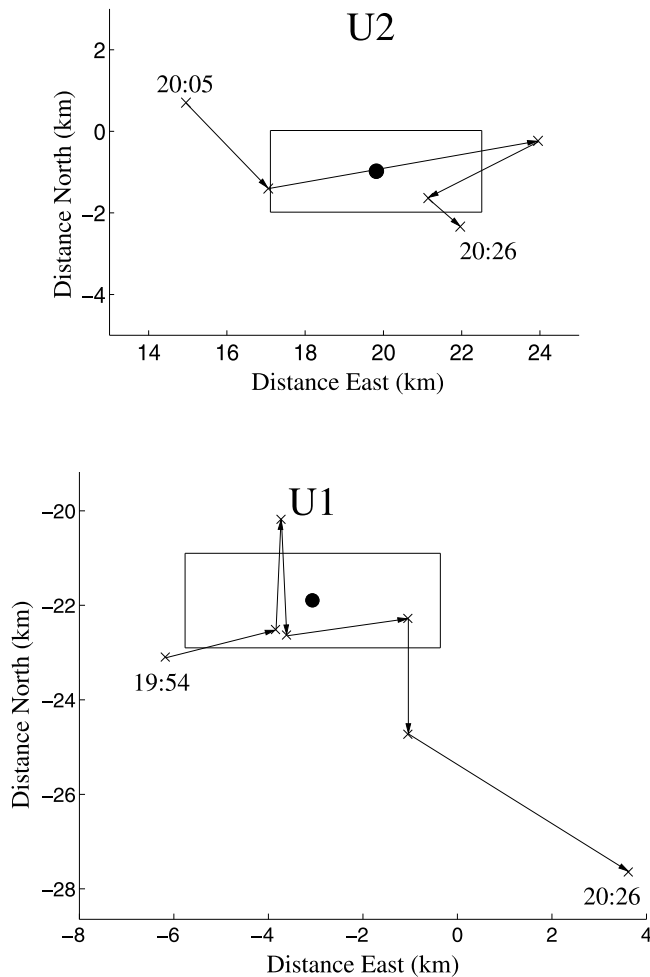 U2
2
20:05
0
−2
20:26
−4
14 16 18 20 22 24
Distance North (km)
Distance East (km)
U1
−20
−22
19:54
−24
−26
−28
20:26
−8 −6 −4 −2 0 2 4
Distance North (km)
Distance East (km)